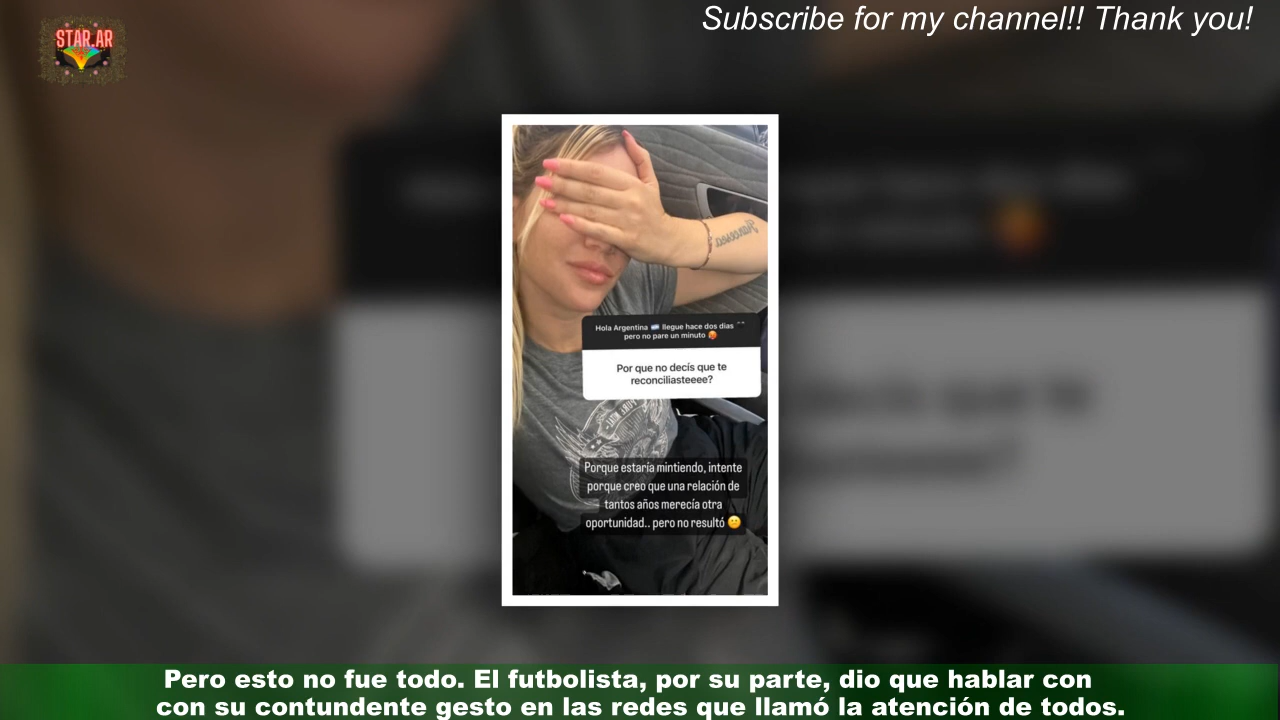 Subscribe for my channel!! Thank you!
STAR.AR
Francesca
Hola Argentina 🇦🇷 llegue hace dos dias
pero no pare un minuto 🥵
Por que no decís que te
reconciliasteeee?
Porque estaría mintiendo, intente
porque creo que una relación de
tantos años merecía otra
oportunidad.. pero no resultó 🫤
Pero esto no fue todo. El futbolista, por su parte, dio que hablar con
con su contundente gesto en las redes que llamó la atención de todos.